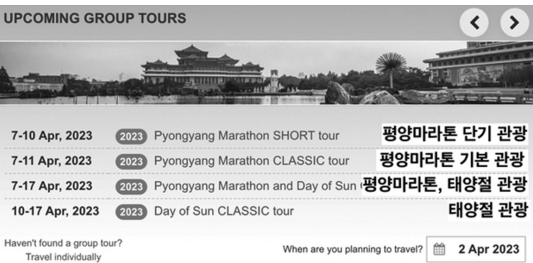 UPCOMING GROUP TOURS
7-10 Apr, 2023 2023 Pyongyang Marathon SHORT tour 평양마라톤 단기 관광
7-11 Apr, 2023 2023 Pyongyang Marathon CLASSIC tour 평양마라톤 기본 관광
7-17 Apr, 2023 2023 Pyongyang Marathon and Day of Sun 평양마라톤, 태양절 관광
10-17 Apr, 2023 2023 Day of Sun CLASSIC tour 태양절 관광
Haven't found a group tour?
Travel individually
When are you planning to travel? 2 Apr 2023